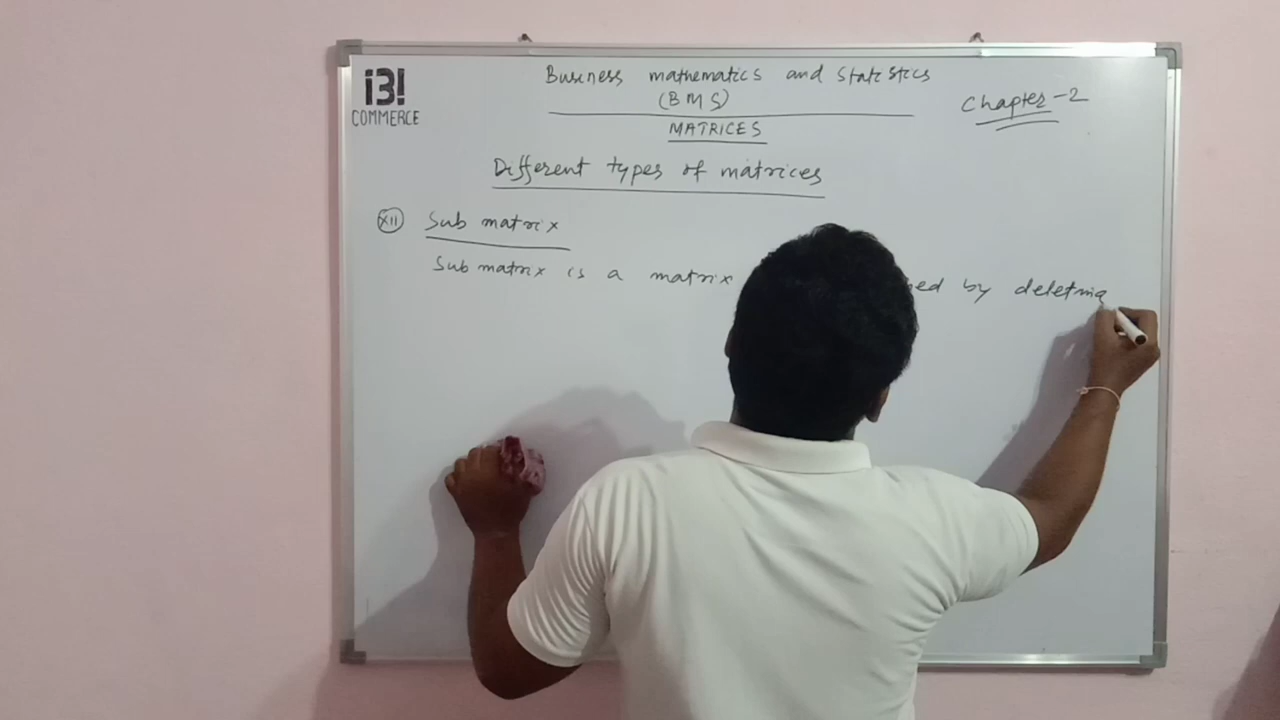 i3!
COMMERCE
Business mathematics and statistics
(BMS)
Chapter-2
MATRICES
Different types of matrices
XII Sub matrix
Sub matrix is a matrix by deleting